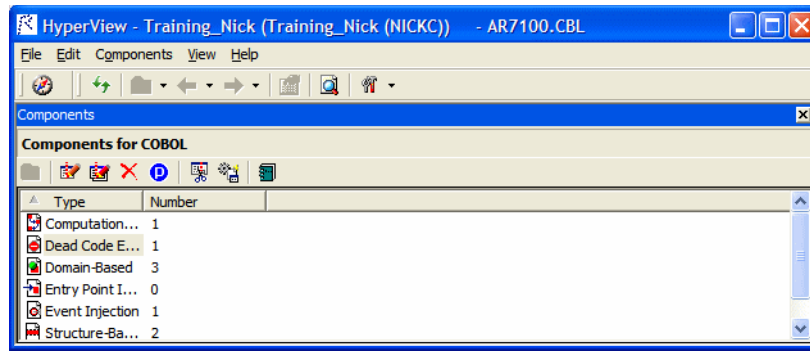 HyperView - Training_Nick (Training_Nick (NICKC)) - AR7100.CBL
File Edit Components View Help
Components
Components for COBOL
Type Number
Computation... 1
Dead Code E... 1
Domain-Based 3
Entry Point I... 0
Event Injection 1
Structure-Ba... 2